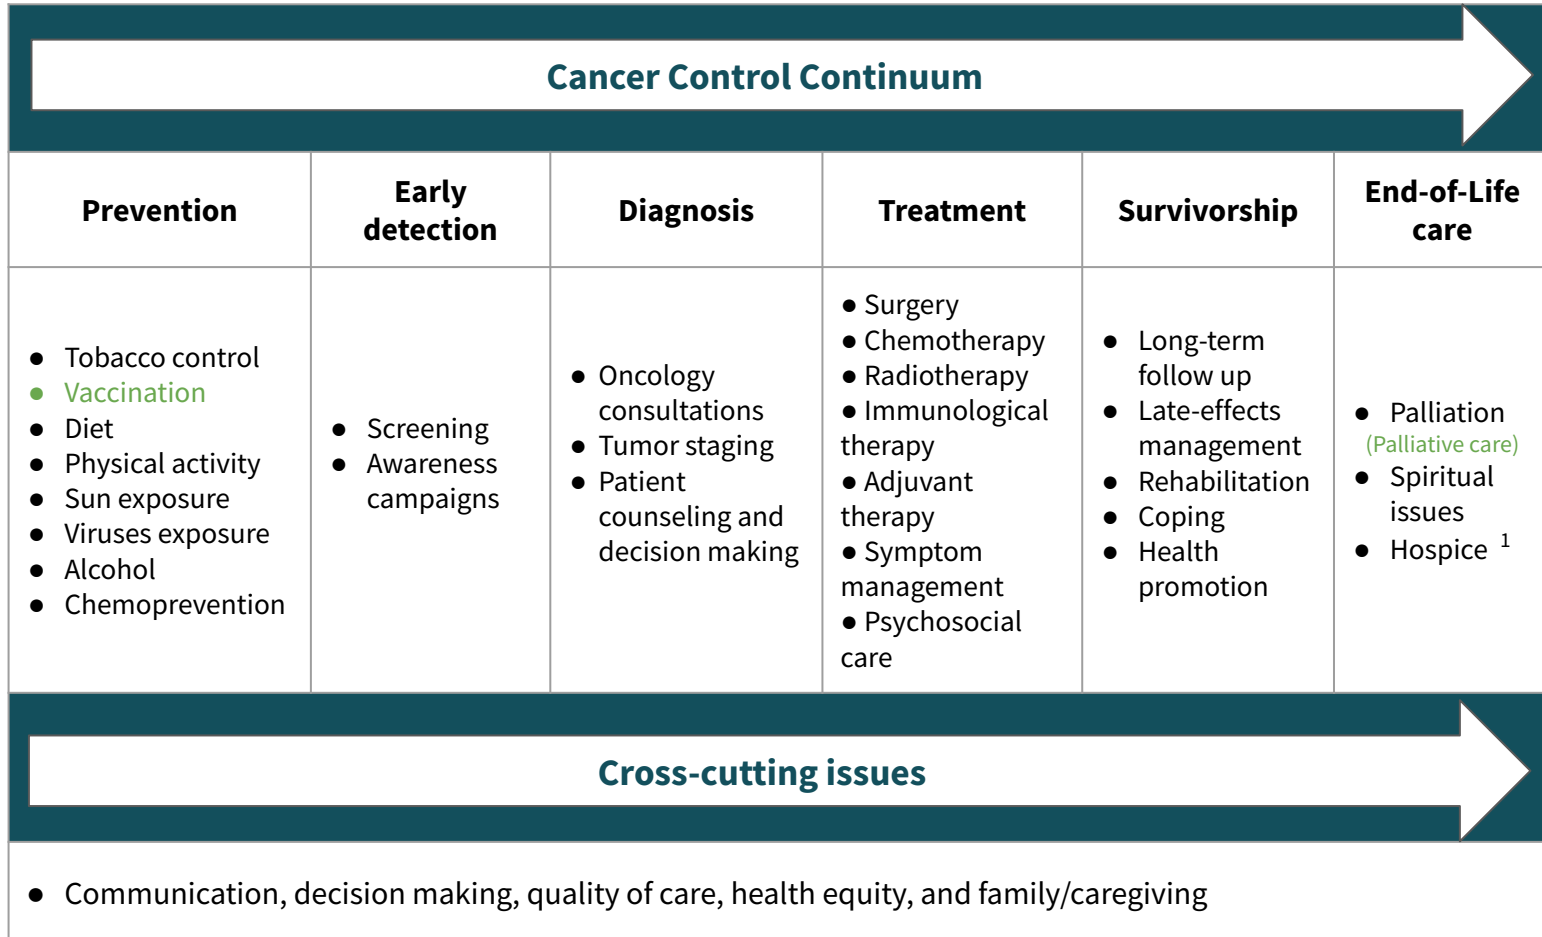 Cancer Control Continuum
Prevention
Early
detection
Diagnosis
Treatment
Survivorship
End-of-Life
care
● Tobacco control
● Vaccination
● Diet
● Physical activity
● Sun exposure
● Viruses exposure
● Alcohol
● Chemoprevention
● Screening
● Awareness
campaigns
● Oncology
consultations
● Tumor staging
● Patient
counseling and
decision making
● Surgery
● Chemotherapy
● Radiotherapy
● Immunological
therapy
● Adjuvant
therapy
● Symptom
management
● Psychosocial
care
● Long-term
follow up
● Late-effects
management
● Rehabilitation
● Coping
● Health
promotion
● Palliation
(Palliative care)
● Spiritual
issues
● Hospice 1
Cross-cutting issues
● Communication, decision making, quality of care, health equity, and family/caregiving